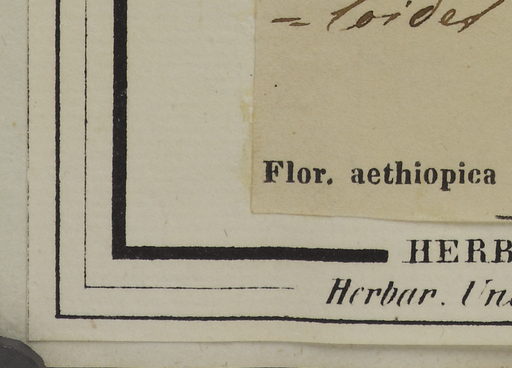 =loides
Flor. aethiopica
HERB
Herbar. Un